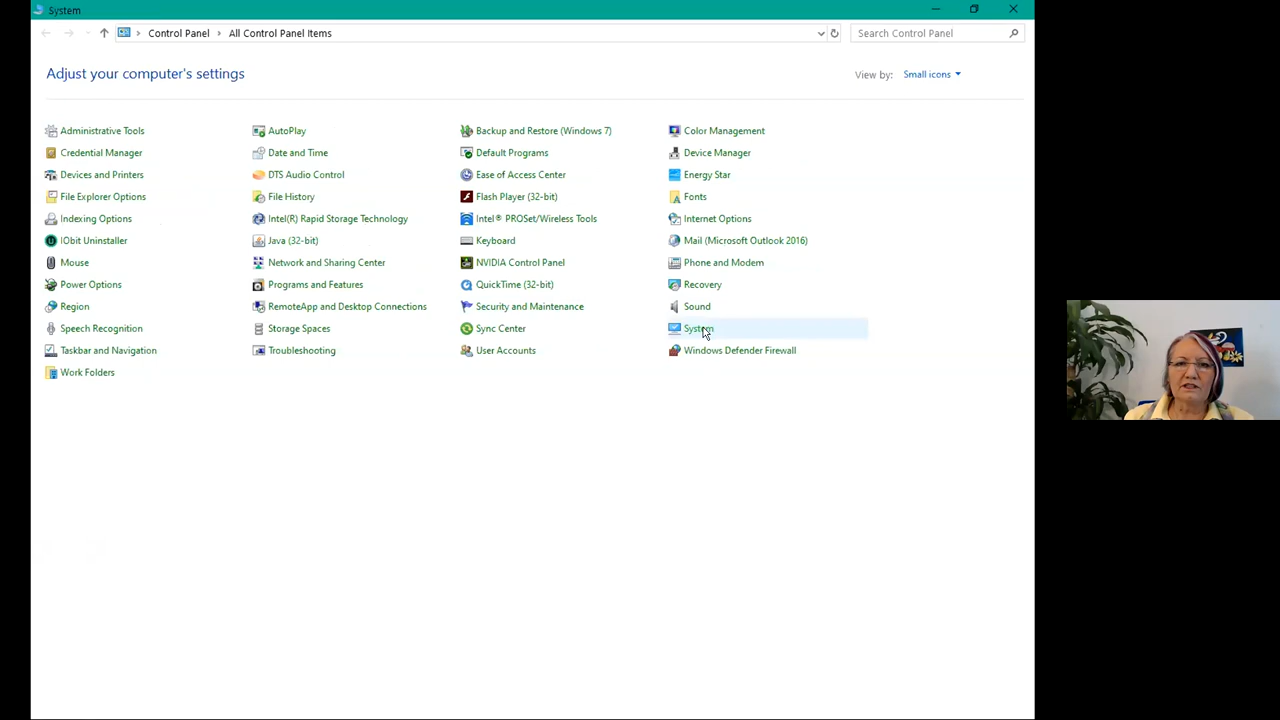 System
Control Panel › All Control Panel Items
Search Control Panel
Adjust your computer's settings
View by: Small icons
Administrative Tools
AutoPlay
Backup and Restore (Windows 7)
Color Management
Credential Manager
Date and Time
Default Programs
Device Manager
Devices and Printers
DTS Audio Control
Ease of Access Center
Energy Star
File Explorer Options
File History
Flash Player (32-bit)
Fonts
Indexing Options
Intel(R) Rapid Storage Technology
Intel® PROSet/Wireless Tools
Internet Options
IObit Uninstaller
Java (32-bit)
Keyboard
Mail (Microsoft Outlook 2016)
Mouse
Network and Sharing Center
NVIDIA Control Panel
Phone and Modem
Power Options
Programs and Features
QuickTime (32-bit)
Recovery
Region
RemoteApp and Desktop Connections
Security and Maintenance
Sound
Speech Recognition
Storage Spaces
Sync Center
System
Taskbar and Navigation
Troubleshooting
User Accounts
Windows Defender Firewall
Work Folders